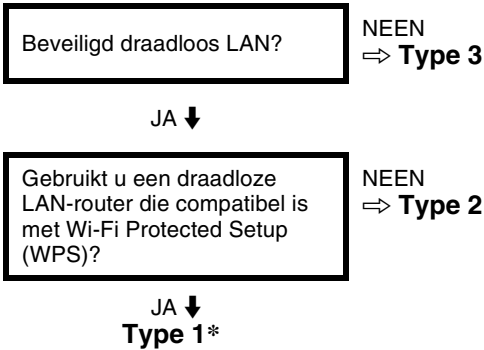 Beveiligd draadloos LAN?
NEEN
⇨ Type 3
JA ⬇
Gebruikt u een draadloze
LAN-router die compatibel is
met Wi-Fi Protected Setup
(WPS)?
NEEN
⇨ Type 2
JA ⬇
Type 1*